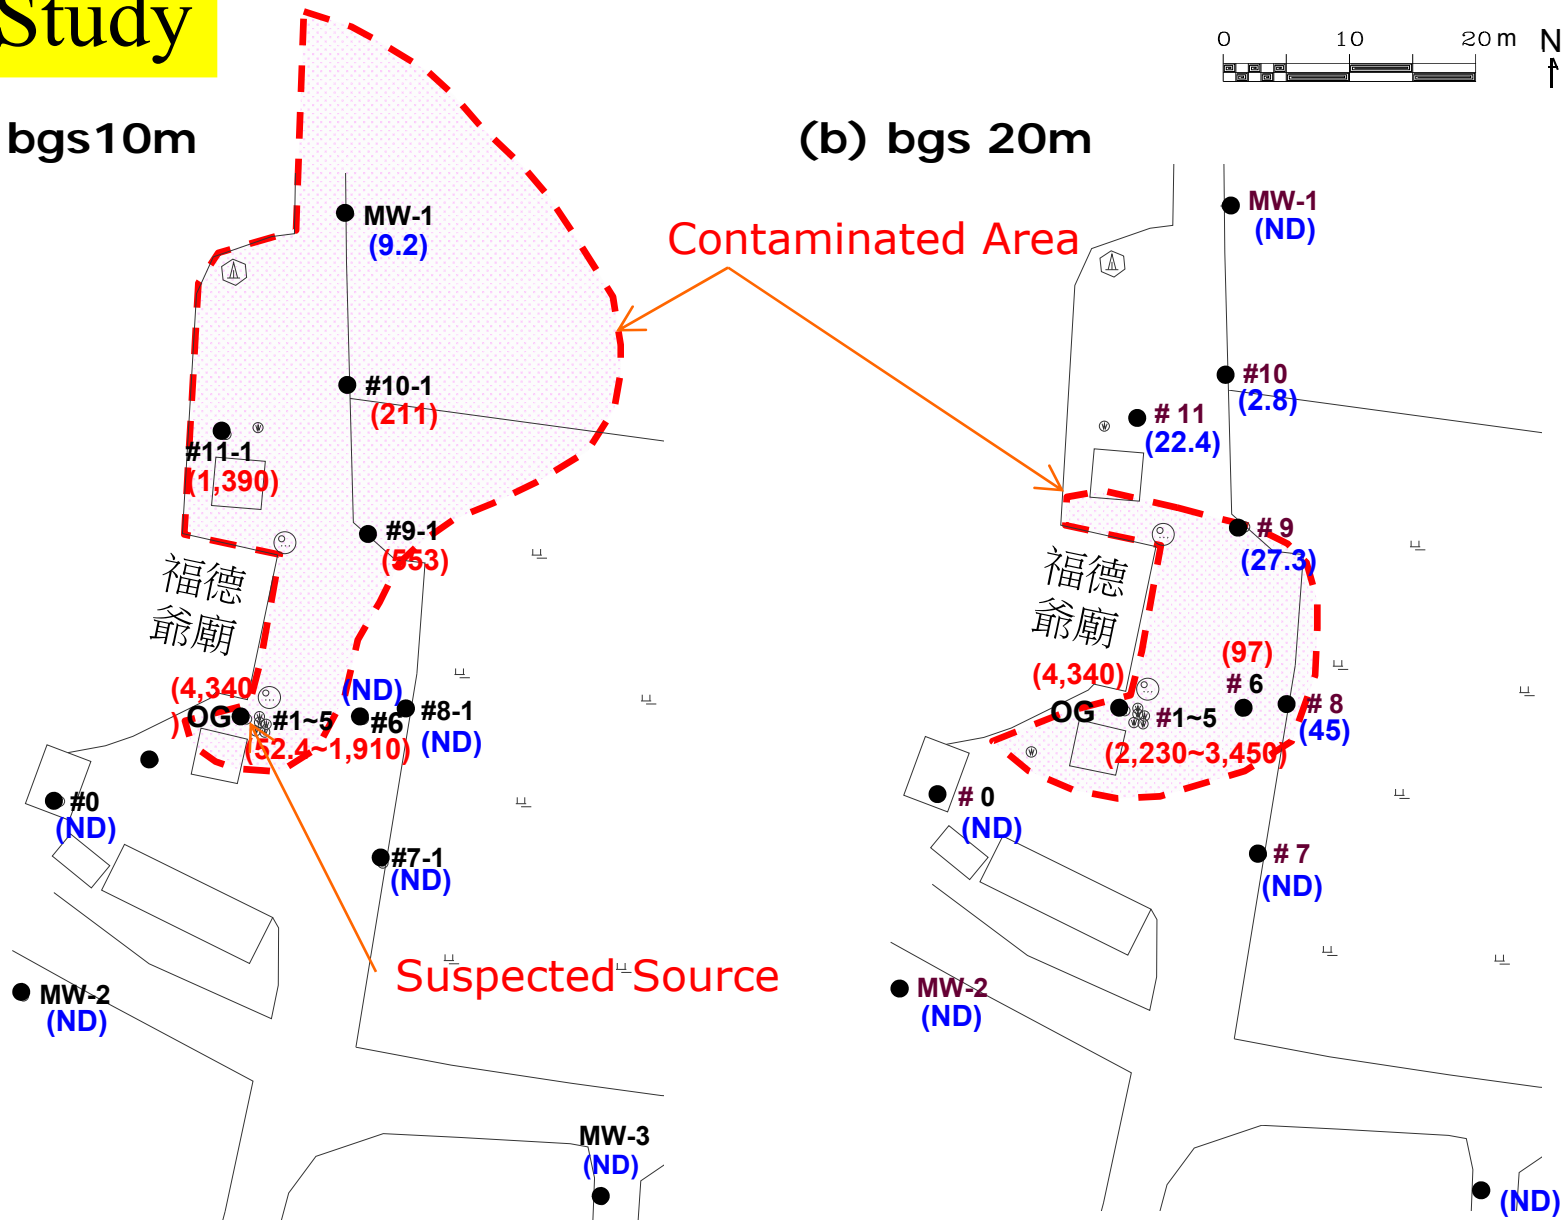 Study
0 10 20 m N
bgs10m
(b) bgs 20m
MW-1
(9.2)
Contaminated Area
MW-1
(ND)
#10-1
(211)
#10
(2.8)
#11-1
(1,390)
# 11
(22.4)
#9-1
(553)
# 9
(27.3)
福德
爺廟
福德
爺廟
(4,340
)
OG
#1~5
(52.4~1,910)
(ND)
#6
#8-1
(ND)
(4,340)
OG
#1~5
(2,230~3,450)
(97)
# 6
# 8
(45)
#0
(ND)
#7-1
(ND)
# 0
(ND)
# 7
(ND)
Suspected Source
MW-2
(ND)
MW-2
(ND)
MW-3
(ND)
(ND)